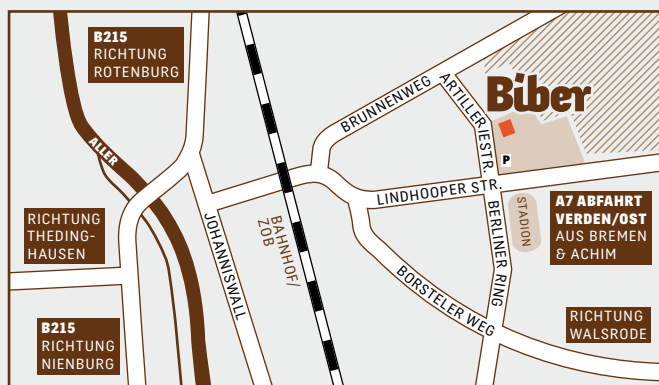 B215
RICHTUNG
ROTENBURG
ALLER
BRUNNENWEG
ARTILLERIESTR.
Biber
P
RICHTUNG
THEDING-
HAUSEN
JOHANNISWALL
BAHNHOF/
ZOB
LINDHOOPER STR.
BERLINER RING
STADION
A7 ABFAHRT
VERDEN/OST
AUS BREMEN
& ACHIM
BORSTELER WEG
B215
RICHTUNG
NIENBURG
RICHTUNG
WALSRODE